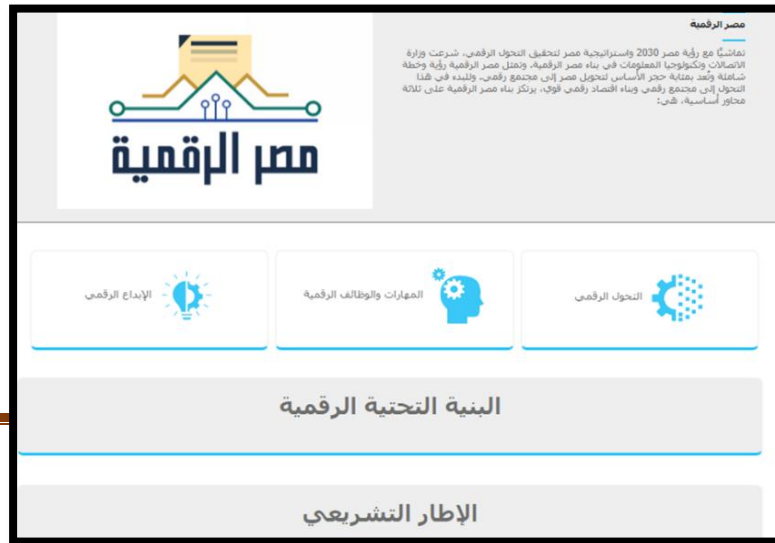 مصر الرقمية
تماشيًا مع رؤية مصر 2030 واستراتيجية مصر لتحقيق التحول الرقمي، شرعت وزارة
الاتصالات وتكنولوجيا المعلومات في بناء مصر الرقمية. وتمثل مصر الرقمية رؤية وخطة
شاملة وتُعد بمثابة حجر الأساس لتحويل مصر إلى مجتمع رقمي. وللبدء في هذا
التحول إلى مجتمع رقمي وبناء اقتصاد رقمي قوي، يرتكز بناء مصر الرقمية على ثلاثة
محاور أساسية، هي:
مصر الرقمية
التحول الرقمي
المهارات والوظائف الرقمية
الإبداع الرقمي
البنية التحتية الرقمية
الإطار التشريعي